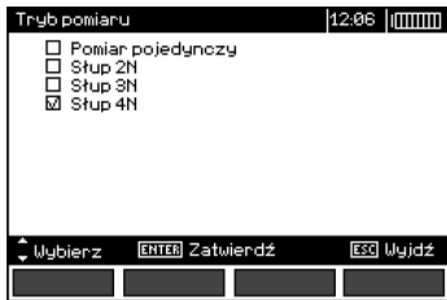 Tryb pomiaru 12:06
Pomiar pojedynczy
Słup 2N
Słup 3N
Słup 4N
Wybierz ENTER Zatwierdź ESC Wyjdź